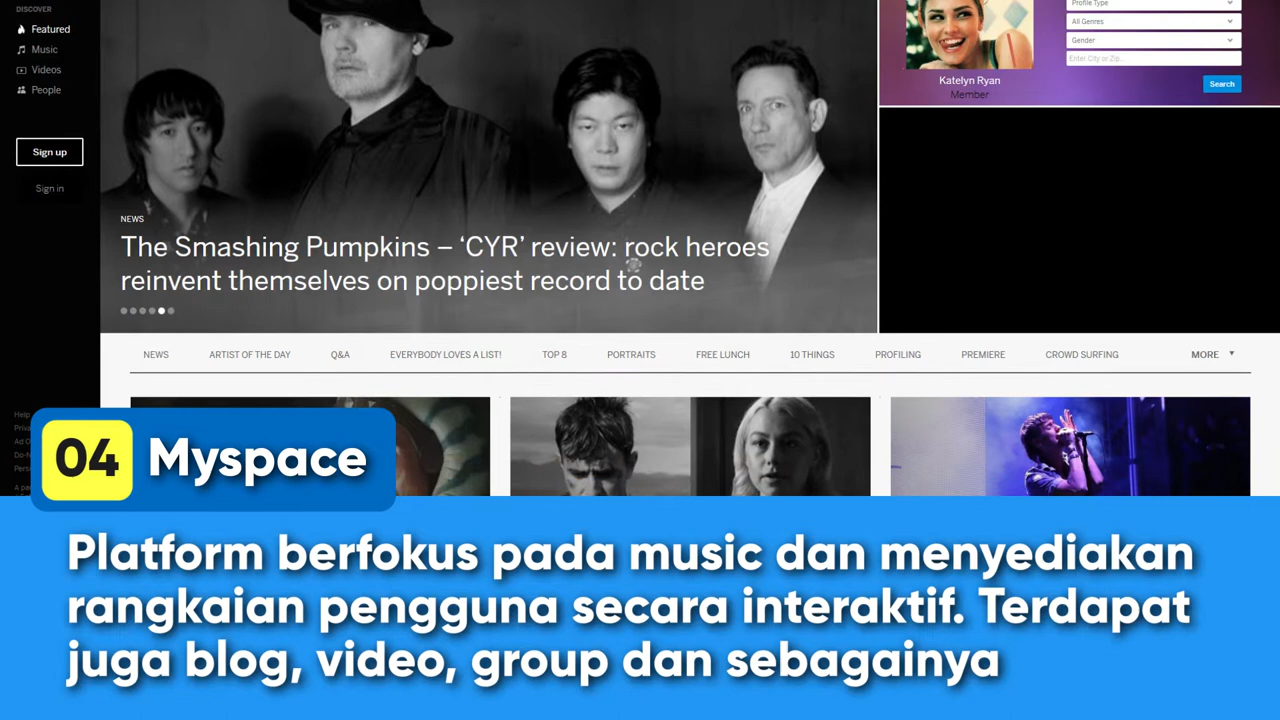 DISCOVER
Featured
Music
Videos
People
Sign up
Sign in
NEWS
The Smashing Pumpkins – ‘CYR’ review: rock heroes
reinvent themselves on poppiest record to date
Profile Type
All Genres
Gender
Enter City or Zip...
Search
Katelyn Ryan
Member
NEWS ARTIST OF THE DAY Q&A EVERYBODY LOVES A LIST! TOP 8 PORTRAITS FREE LUNCH 10 THINGS PROFILING PREMIERE CROWD SURFING MORE
Help
04 Myspace
Platform berfokus pada music dan menyediakan
rangkaian pengguna secara interaktif. Terdapat
juga blog, video, group dan sebagainya